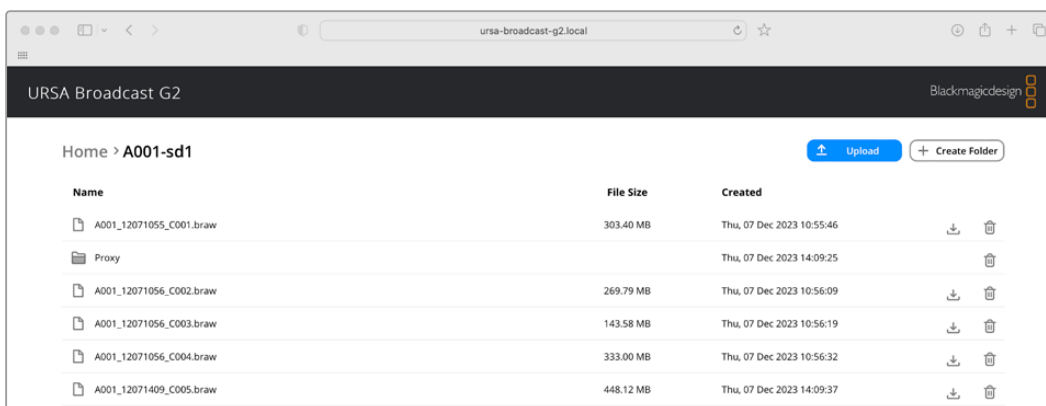 ursa-broadcast-g2.local
URSA Broadcast G2
Blackmagicdesign
Home > A001-sd1
Upload
+ Create Folder
Name File Size Created
A001_12071055_C001.braw 303.40 MB Thu, 07 Dec 2023 10:55:46
Proxy Thu, 07 Dec 2023 14:09:25
A001_12071056_C002.braw 269.79 MB Thu, 07 Dec 2023 10:56:09
A001_12071056_C003.braw 143.58 MB Thu, 07 Dec 2023 10:56:19
A001_12071056_C004.braw 333.00 MB Thu, 07 Dec 2023 10:56:32
A001_12071409_C005.braw 448.12 MB Thu, 07 Dec 2023 14:09:37